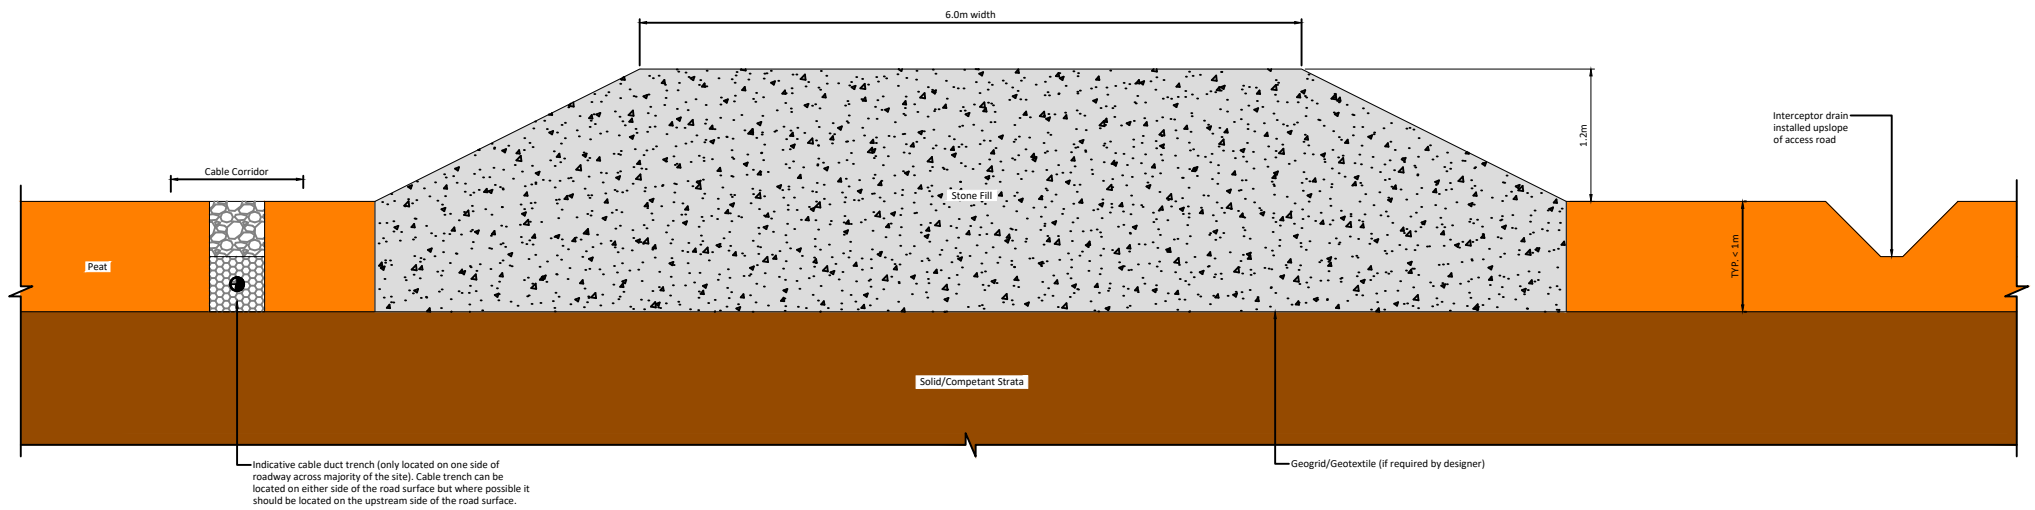 6.0m width
1.2m
Interceptor drain
installed upslope
of access road
Cable Corridor
Stone Fill
Peat
TYP. < 1m
Solid/Competant Strata
Indicative cable duct trench (only located on one side of
roadway across majority of the site). Cable trench can be
located on either side of the road surface but where possible it
should be located on the upstream side of the road surface.
Geogrid/Geotextile (if required by designer)